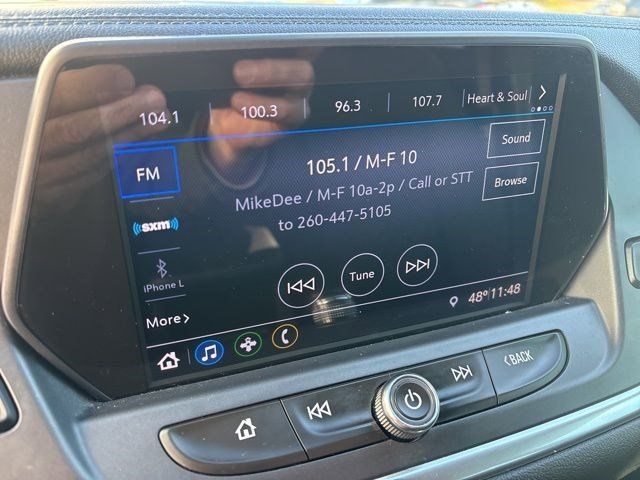 104.1 100.3 96.3 107.7 Heart & Soul
FM
105.1 / M-F 10
Sound
MikeDee / M-F 10a-2p / Call or STT
to 260-447-5105
Browse
sxm
iPhone L
Tune
More
48° 11:48
BACK